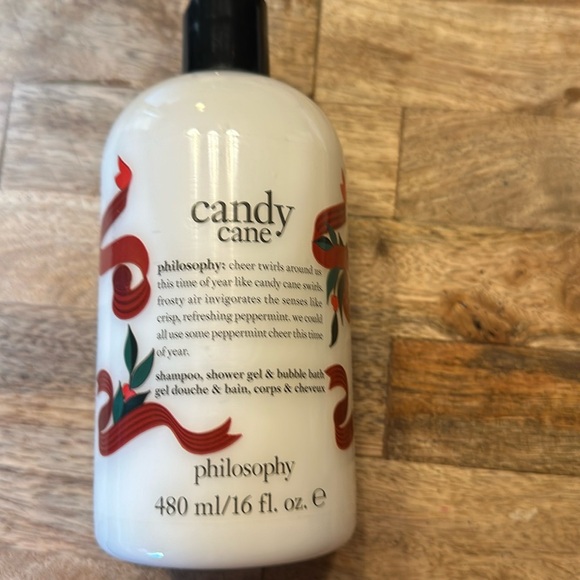 candy
cane
philosophy: cheer twirls around us
this time of year like candy cane swirls.
frosty air invigorates the senses like
crisp, refreshing peppermint. we could
all use some peppermint cheer this time
of year.
shampoo, shower gel & bubble bath
gel douche & bain, corps & cheveux
philosophy
480 ml/16 fl. oz. ℮